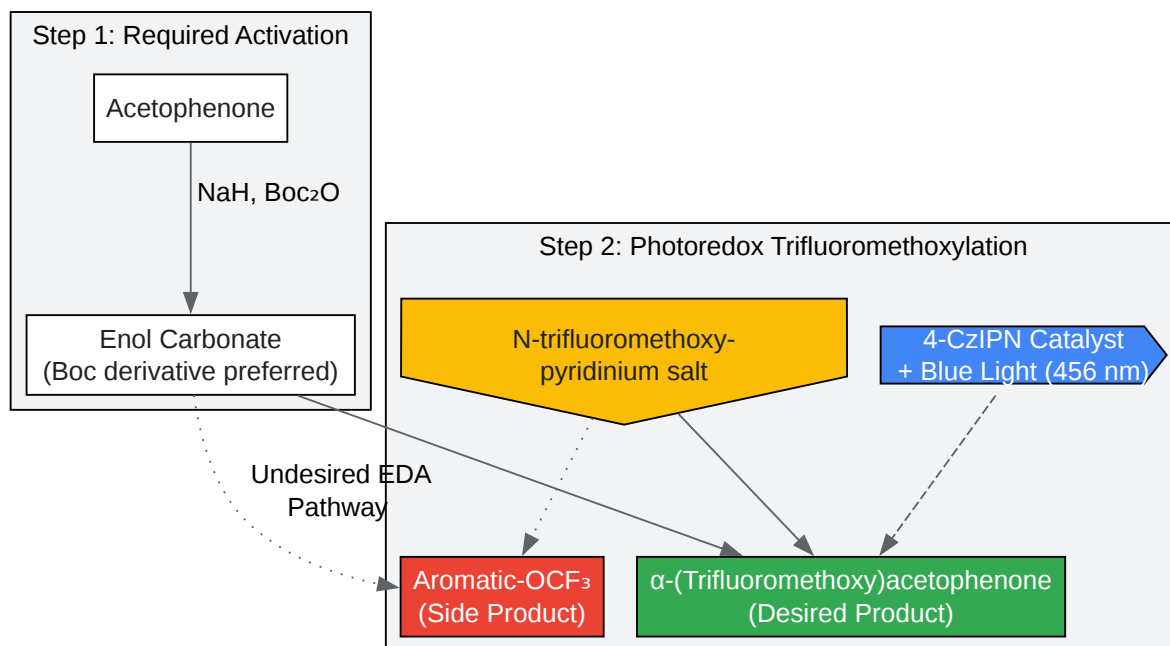 Step 1: Required Activation
Acetophenone
NaH, Boc₂O
Enol Carbonate
(Boc derivative preferred)
Step 2: Photoredox Trifluoromethoxylation
N-trifluoromethoxy-
pyridinium salt
4-CzIPN Catalyst
+ Blue Light (456 nm)
Undesired EDA
Pathway
Aromatic-OCF₃
(Side Product)
α-(Trifluoromethoxy)acetophenone
(Desired Product)